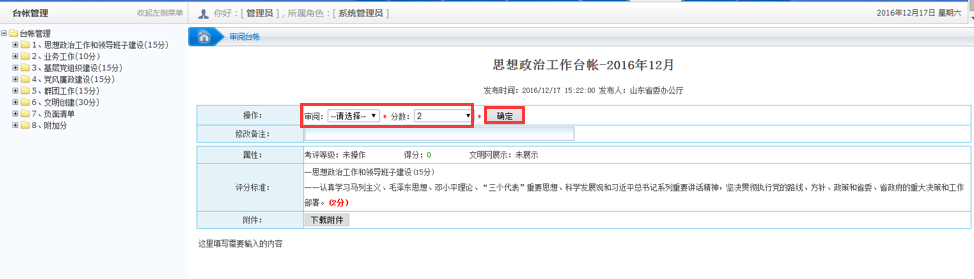 台帐管理 收起左侧菜单 你好:[ 管理员 ] , 所属角色:[ 系统管理员 ] 2016年12月17日 星期六
台帐管理
1、思想政治工作和领导班子建设(15分)
2、业务工作(10分)
3、基层党组织建设(15分)
4、党风廉政建设(15分)
5、群团工作(15分)
6、文明创建(30分)
7、负面清单
8、附加分
审阅台帐
思想政治工作台帐-2016年12月
发布时间:2016/12/17 15:22:00 发布人:山东省委办公厅
操作: 审阅: --请选择-- * 分数: 2 * 确定
修改备注:
属性: 考评等级:未操作 得分:0 文明网展示:未展示
评分标准:
—思想政治工作和领导班子建设(15分)
——认真学习马列主义、毛泽东思想、邓小平理论、“三个代表”重要思想、科学发展观和习近平总书记系列重要讲话精神;坚决贯彻执行党的路线、方针、政策和省委、省政府的重大决策和工作
部署。(2分)
附件: 下载附件
这里填写需要输入的内容